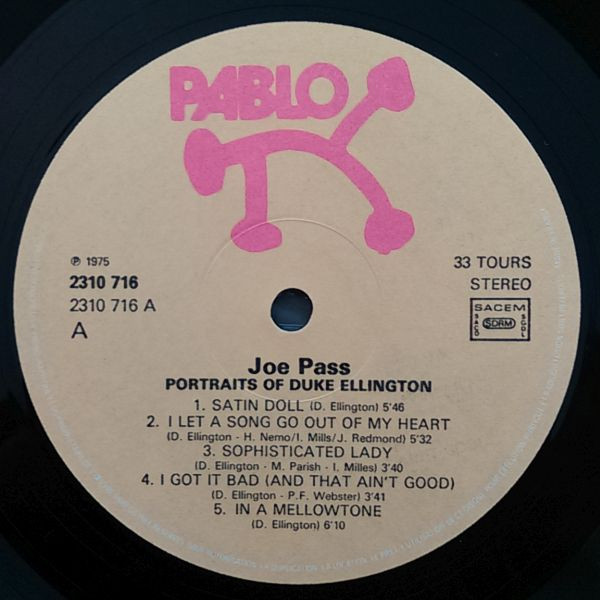 PABLO
℗ 1975
2310 716
2310 716 A
A
33 TOURS
STEREO
SACEM
SACD SDRM SGDL
Joe Pass
PORTRAITS OF DUKE ELLINGTON
1. SATIN DOLL (D. Ellington) 5'46
2. I LET A SONG GO OUT OF MY HEART
(D. Ellington - H. Nemo/I. Mills/J. Redmond) 5'32
3. SOPHISTICATED LADY
(D. Ellington - M. Parish - I. Milles) 3'40
4. I GOT IT BAD (AND THAT AIN'T GOOD)
(D. Ellington - P.F. Webster) 3'41
5. IN A MELLOWTONE
(D. Ellington) 6'10